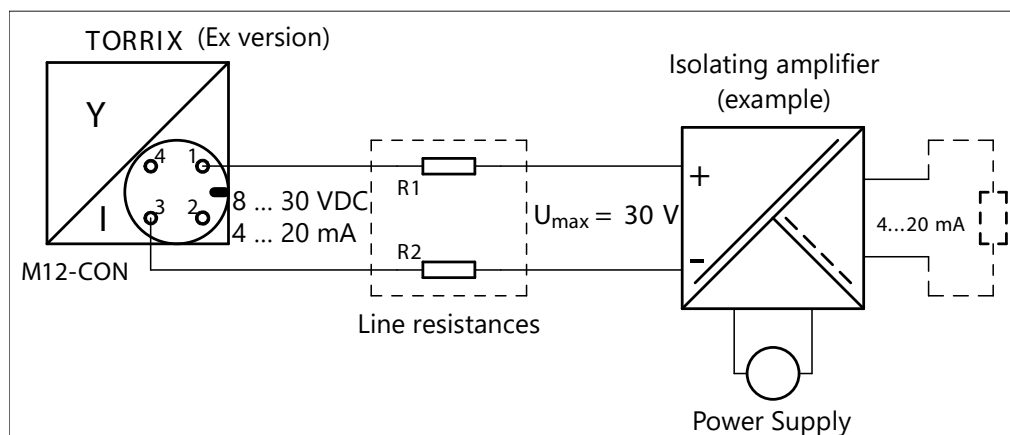 TORRIX (Ex version)
Isolating amplifier
(example)
Y
I
4
1
3
2
8 ... 30 VDC
4 ... 20 mA
M12-CON
R1
R2
Line resistances
Umax = 30 V
+
-
4...20 mA
Power Supply